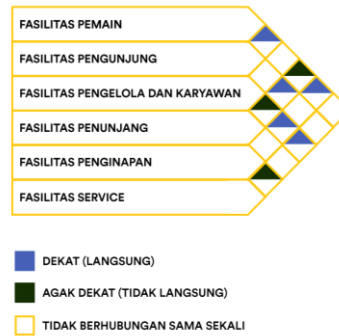 FASILITAS PEMAIN
FASILITAS PENGUNJUNG
FASILITAS PENGELOLA DAN KARYAWAN
FASILITAS PENUNJANG
FASILITAS PENGINAPAN
FASILITAS SERVICE
DEKAT (LANGSUNG)
AGAK DEKAT (TIDAK LANGSUNG)
TIDAK BERHUBUNGAN SAMA SEKALI